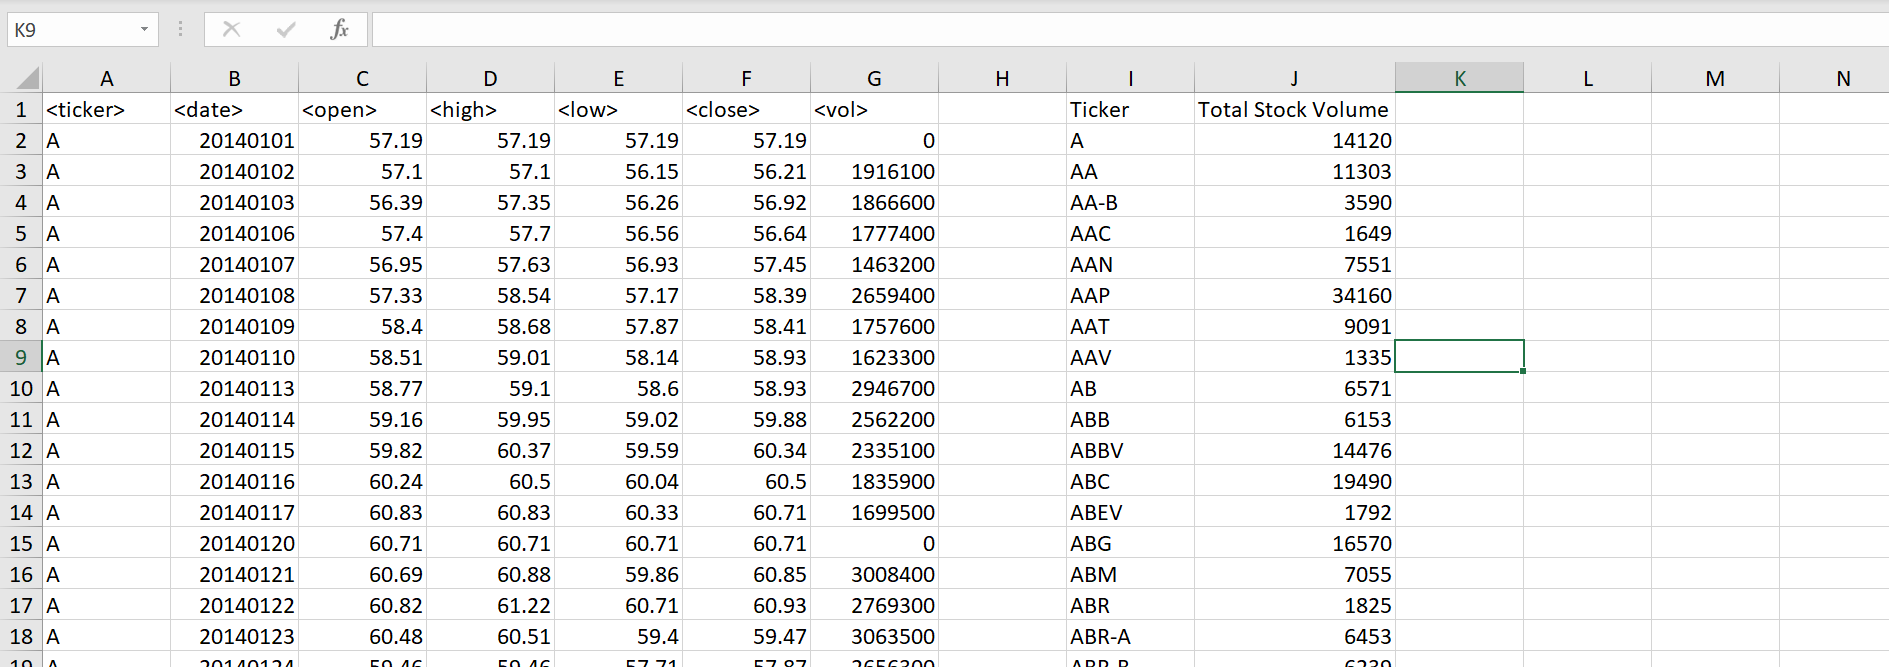 K9 fx
A B C D E F G H I J K L M N
1 <ticker> <date> <open> <high> <low> <close> <vol> Ticker Total Stock Volume
2 A 20140101 57.19 57.19 57.19 57.19 0 A 14120
3 A 20140102 57.1 57.1 56.15 56.21 1916100 AA 11303
4 A 20140103 56.39 57.35 56.26 56.92 1866600 AA-B 3590
5 A 20140106 57.4 57.7 56.56 56.64 1777400 AAC 1649
6 A 20140107 56.95 57.63 56.93 57.45 1463200 AAN 7551
7 A 20140108 57.33 58.54 57.17 58.39 2659400 AAP 34160
8 A 20140109 58.4 58.68 57.87 58.41 1757600 AAT 9091
9 A 20140110 58.51 59.01 58.14 58.93 1623300 AAV 1335
10 A 20140113 58.77 59.1 58.6 58.93 2946700 AB 6571
11 A 20140114 59.16 59.95 59.02 59.88 2562200 ABB 6153
12 A 20140115 59.82 60.37 59.59 60.34 2335100 ABBV 14476
13 A 20140116 60.24 60.5 60.04 60.5 1835900 ABC 19490
14 A 20140117 60.83 60.83 60.33 60.71 1699500 ABEV 1792
15 A 20140120 60.71 60.71 60.71 60.71 0 ABG 16570
16 A 20140121 60.69 60.88 59.86 60.85 3008400 ABM 7055
17 A 20140122 60.82 61.22 60.71 60.93 2769300 ABR 1825
18 A 20140123 60.48 60.51 59.4 59.47 3063500 ABR-A 6453
19 A 20140124 59.46 59.46 57.71 57.87